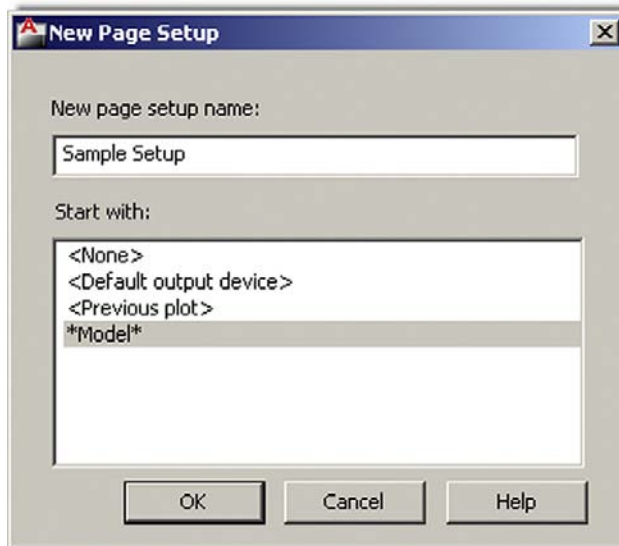 New Page Setup
New page setup name:
Sample Setup
Start with:
<None>
<Default output device>
<Previous plot>
*Model*
OK Cancel Help